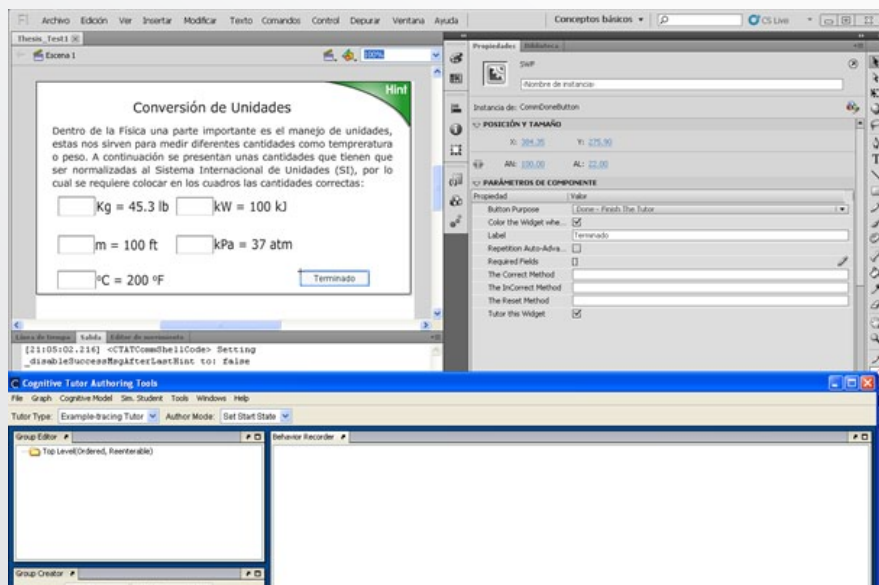 Fl Archivo Edición Ver Insertar Modificar Texto Comandos Control Depurar Ventana Ayuda Conceptos básicos CS Live
Thesis_Test1
Escena 1 100%
Hint
Conversión de Unidades
Dentro de la Física una parte importante es el manejo de unidades,
estas nos sirven para medir diferentes cantidades como tempreratura
o peso. A continuación se presentan unas cantidades que tienen que
ser normalizadas al Sistema Internacional de Unidades (SI), por lo
cual se requiere colocar en los cuadros las cantidades correctas:
Kg = 45.3 lb kW = 100 kJ
m = 100 ft kPa = 37 atm
ºC = 200 ºF Terminado
Línea de tiempo Salida Editor de movimiento
[21:05:02.216] <CTATCommShellCode> Setting
_disableSuccessMsgAfterLastHint to: false
Propiedades Biblioteca
SWF
<Nombre de instancia>
Instancia de: CommDoneButton
POSICIÓN Y TAMAÑO
X: 304.35 Y: 275.90
AN: 100.00 AL: 22.00
PARÁMETROS DE COMPONENTE
Propiedad Valor
Button Purpose Done - Finish The Tutor
Color the Widget whe...
Label Terminado
Repetition Auto-Adva...
Required Fields []
The Correct Method
The InCorrect Method
The Reset Method
Tutor this Widget
Cognitive Tutor Authoring Tools
File Graph Cognitive Model Sim. Student Tools Windows Help
Tutor Type: Example-tracing Tutor Author Mode: Set Start State
Group Editor Behavior Recorder
Top Level(Ordered, Reenterable)
Group Creator